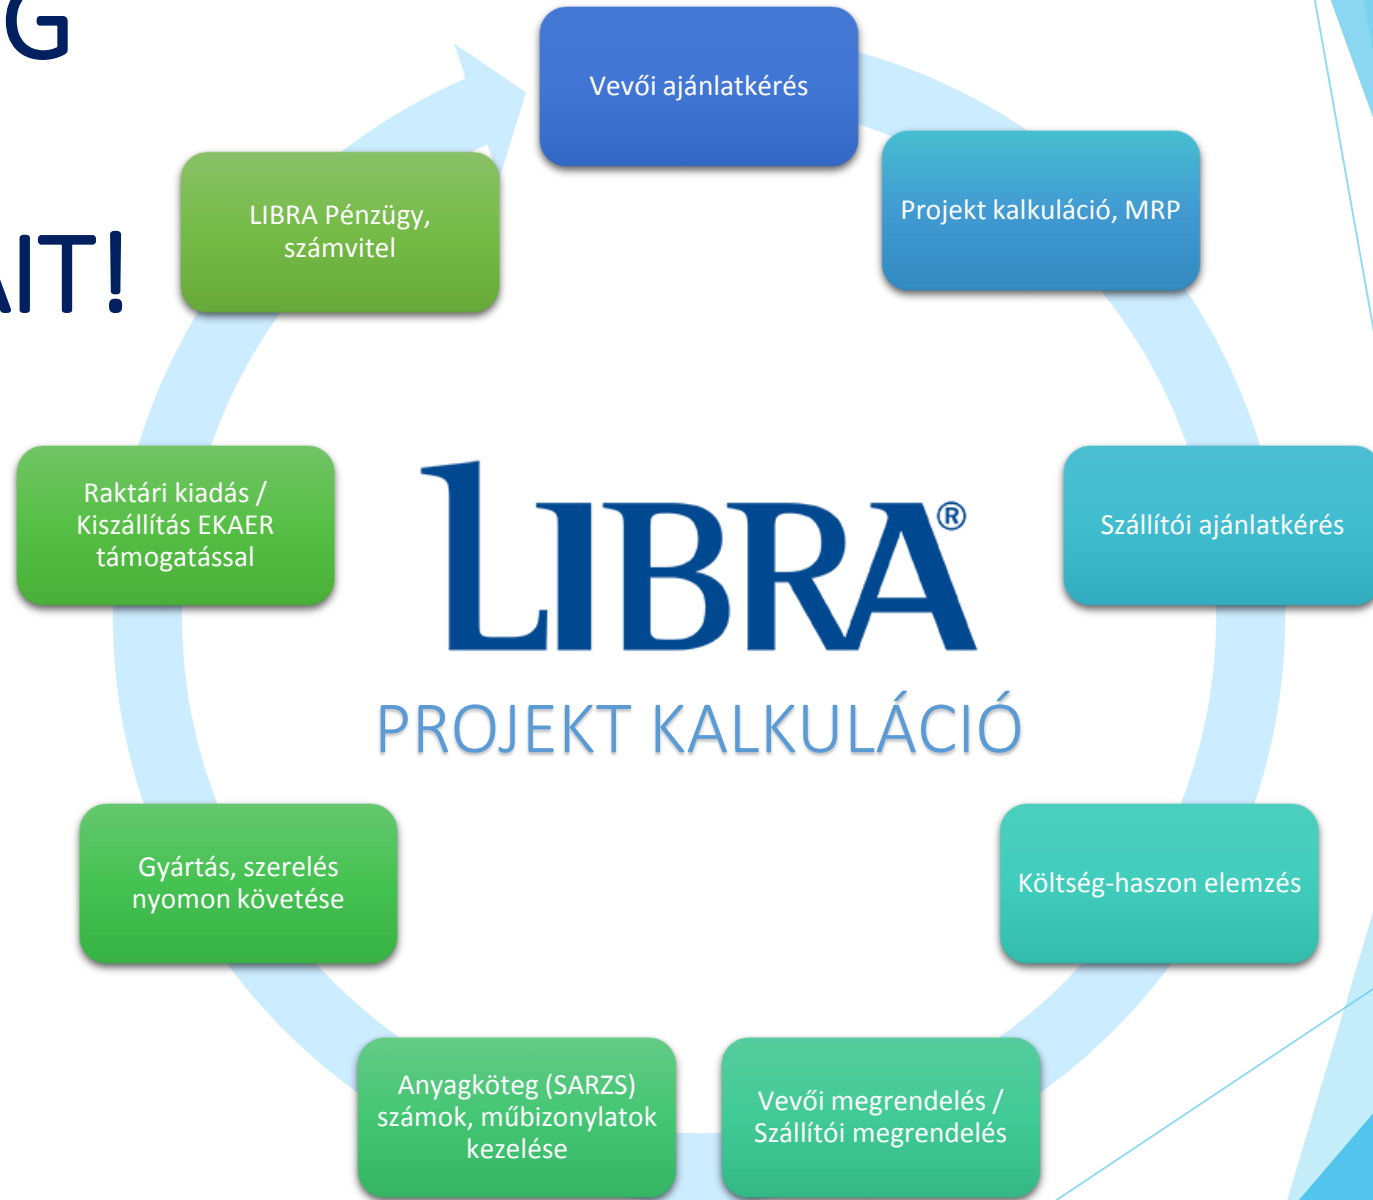 G
AIT!
Vevői ajánlatkérés
Projekt kalkuláció, MRP
Szállítói ajánlatkérés
Költség-haszon elemzés
Vevői megrendelés /
Szállítói megrendelés
Anyagköteg (SARZS)
számok, műbizonylatok
kezelése
Gyártás, szerelés
nyomon követése
Raktári kiadás /
Kiszállítás EKAER
támogatással
LIBRA Pénzügy,
számvitel
LIBRA®
PROJEKT KALKULÁCIÓ